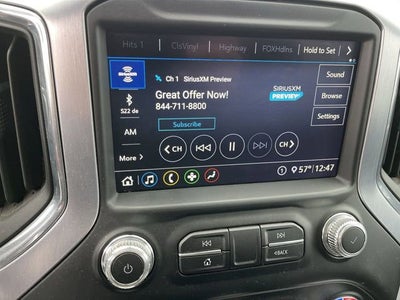 Hits 1 ClsVinyl Highway FOXHdlns Hold to Set >
Ch 1 SiriusXM Preview
Sound
Great Offer Now!
SIRIUSXM
PREVIEW
Browse
844-711-8800
522 de
Subscribe
Settings
AM
More >
< CH
CH >
57° 12:47
< BACK